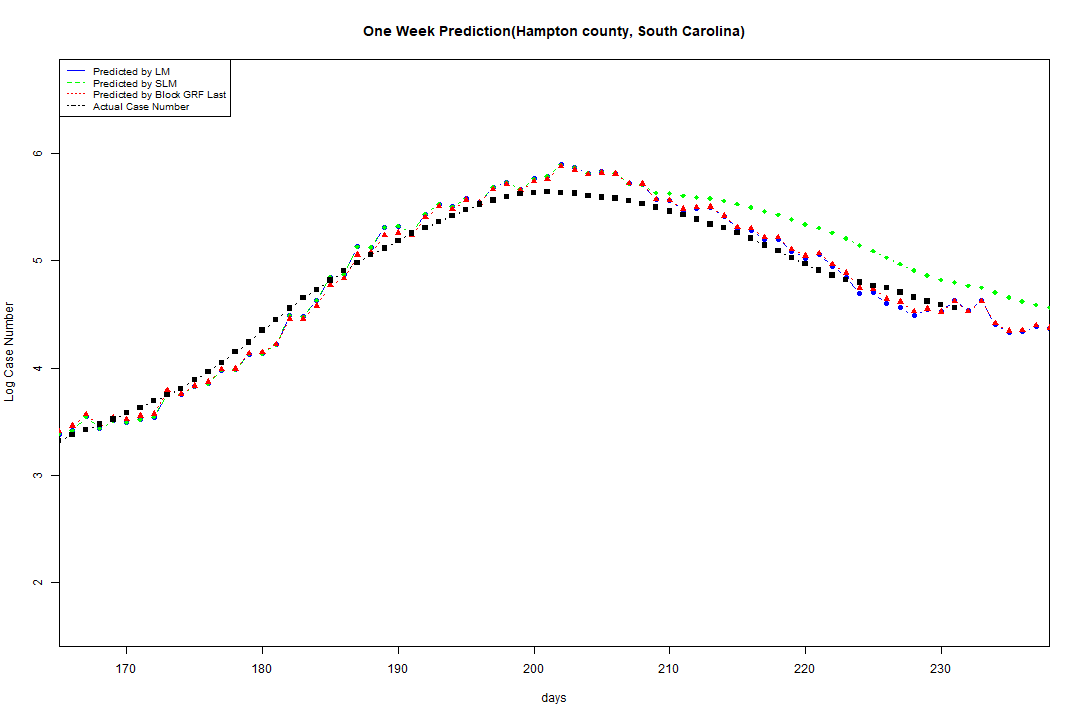 One Week Prediction(Hampton county, South Carolina)
Predicted by LM
Predicted by SLM
Predicted by Block GRF Last
Actual Case Number
6
5
4
3
2
Log Case Number
170 180 190 200 210 220 230
days